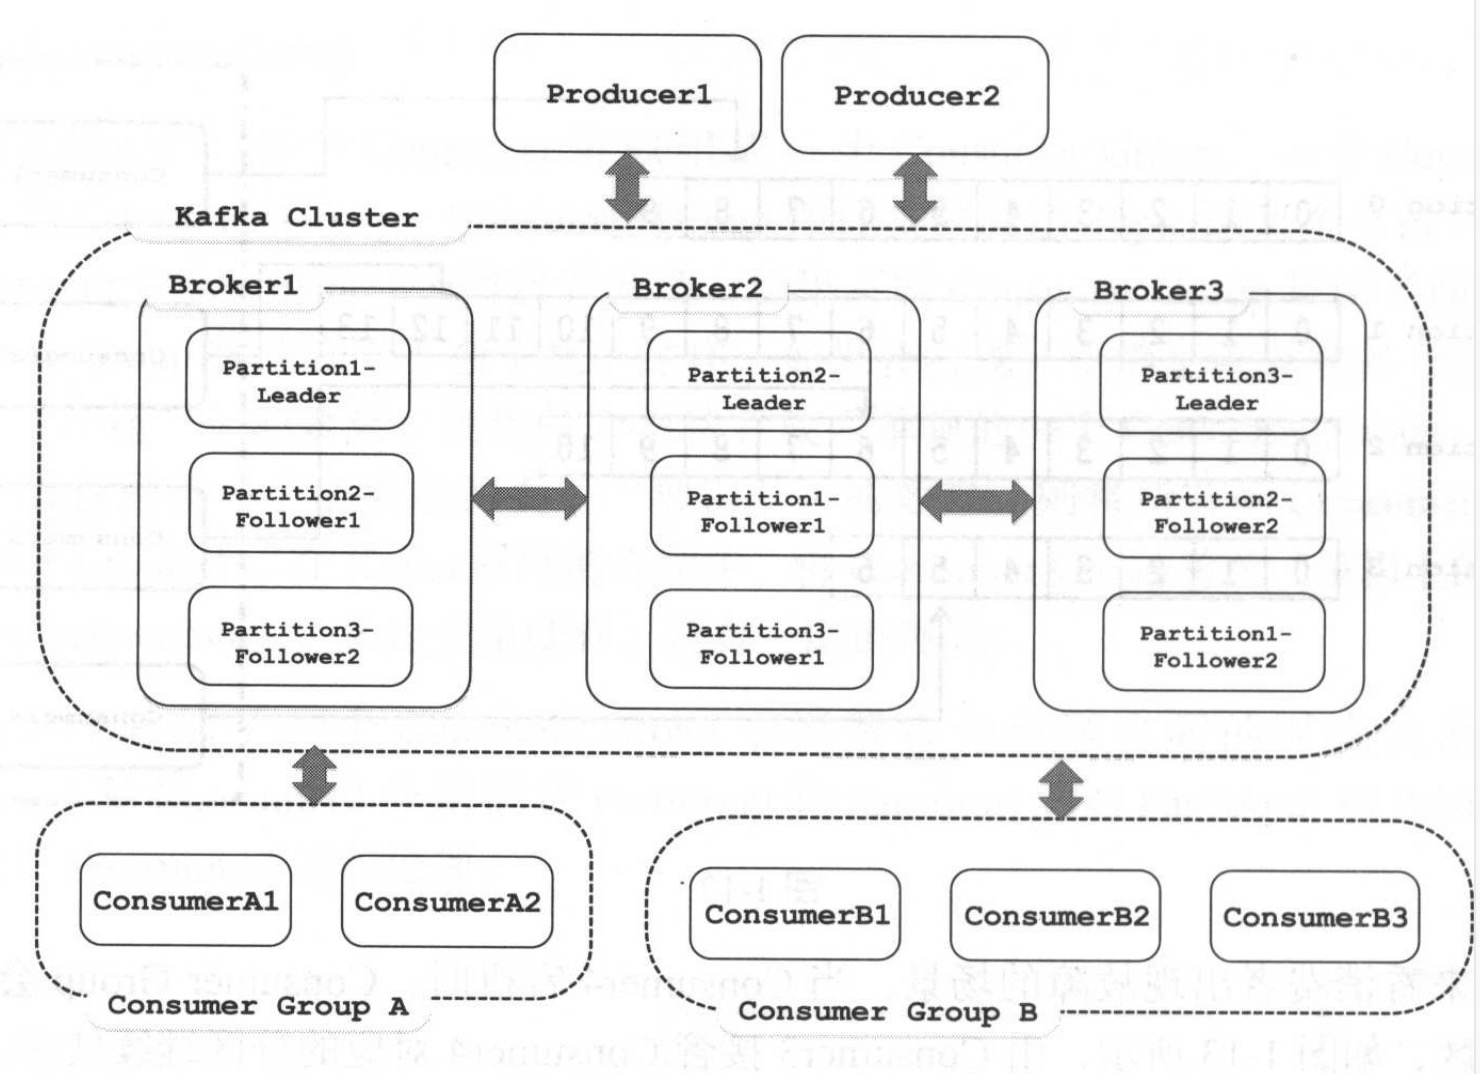 Producer1
Producer2
Kafka Cluster
Broker1
Broker2
Broker3
Partition1-
Leader
Partition2-
Follower1
Partition3-
Follower2
Partition2-
Leader
Partition1-
Follower1
Partition3-
Follower1
Partition3-
Leader
Partition2-
Follower2
Partition1-
Follower2
ConsumerA1
ConsumerA2
Consumer Group A
ConsumerB1
ConsumerB2
ConsumerB3
Consumer Group B